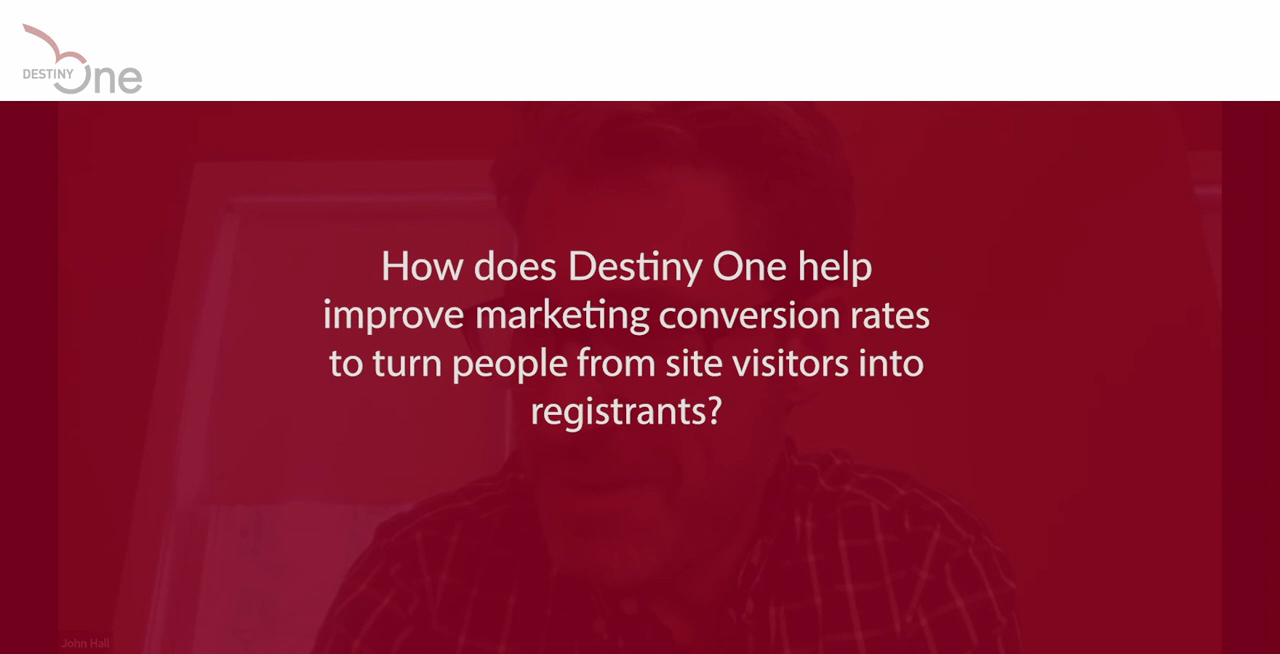 DESTINY One
How does Destiny One help
improve marketing conversion rates
to turn people from site visitors into
registrants?
John Hall